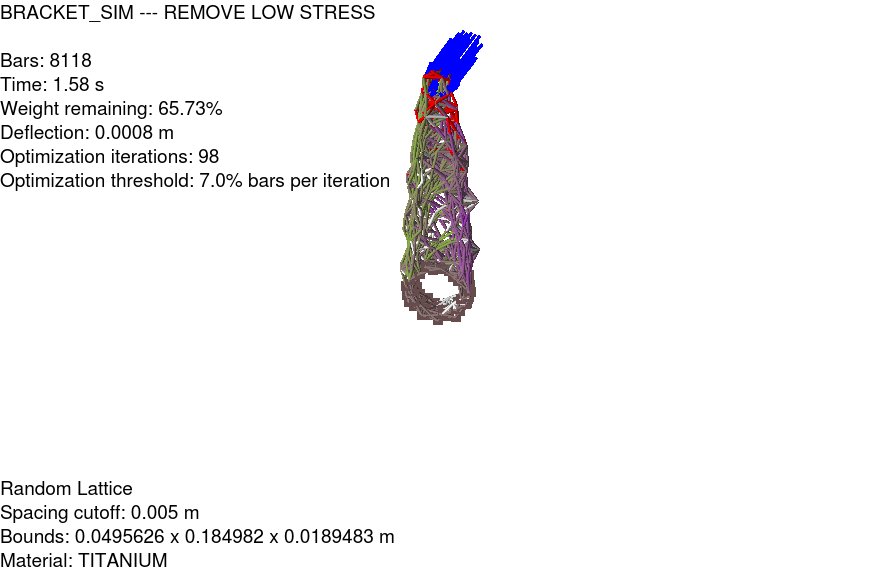 BRACKET_SIM --- REMOVE LOW STRESS
Bars: 8118
Time: 1.58 s
Weight remaining: 65.73%
Deflection: 0.0008 m
Optimization iterations: 98
Optimization threshold: 7.0% bars per iteration
Random Lattice
Spacing cutoff: 0.005 m
Bounds: 0.0495626 x 0.184982 x 0.0189483 m
Material: TITANIUM